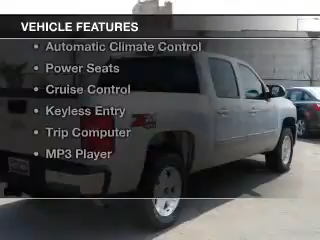 VEHICLE FEATURES
• Automatic Climate Control
• Power Seats
• Cruise Control
• Keyless Entry
• Trip Computer
• MP3 Player